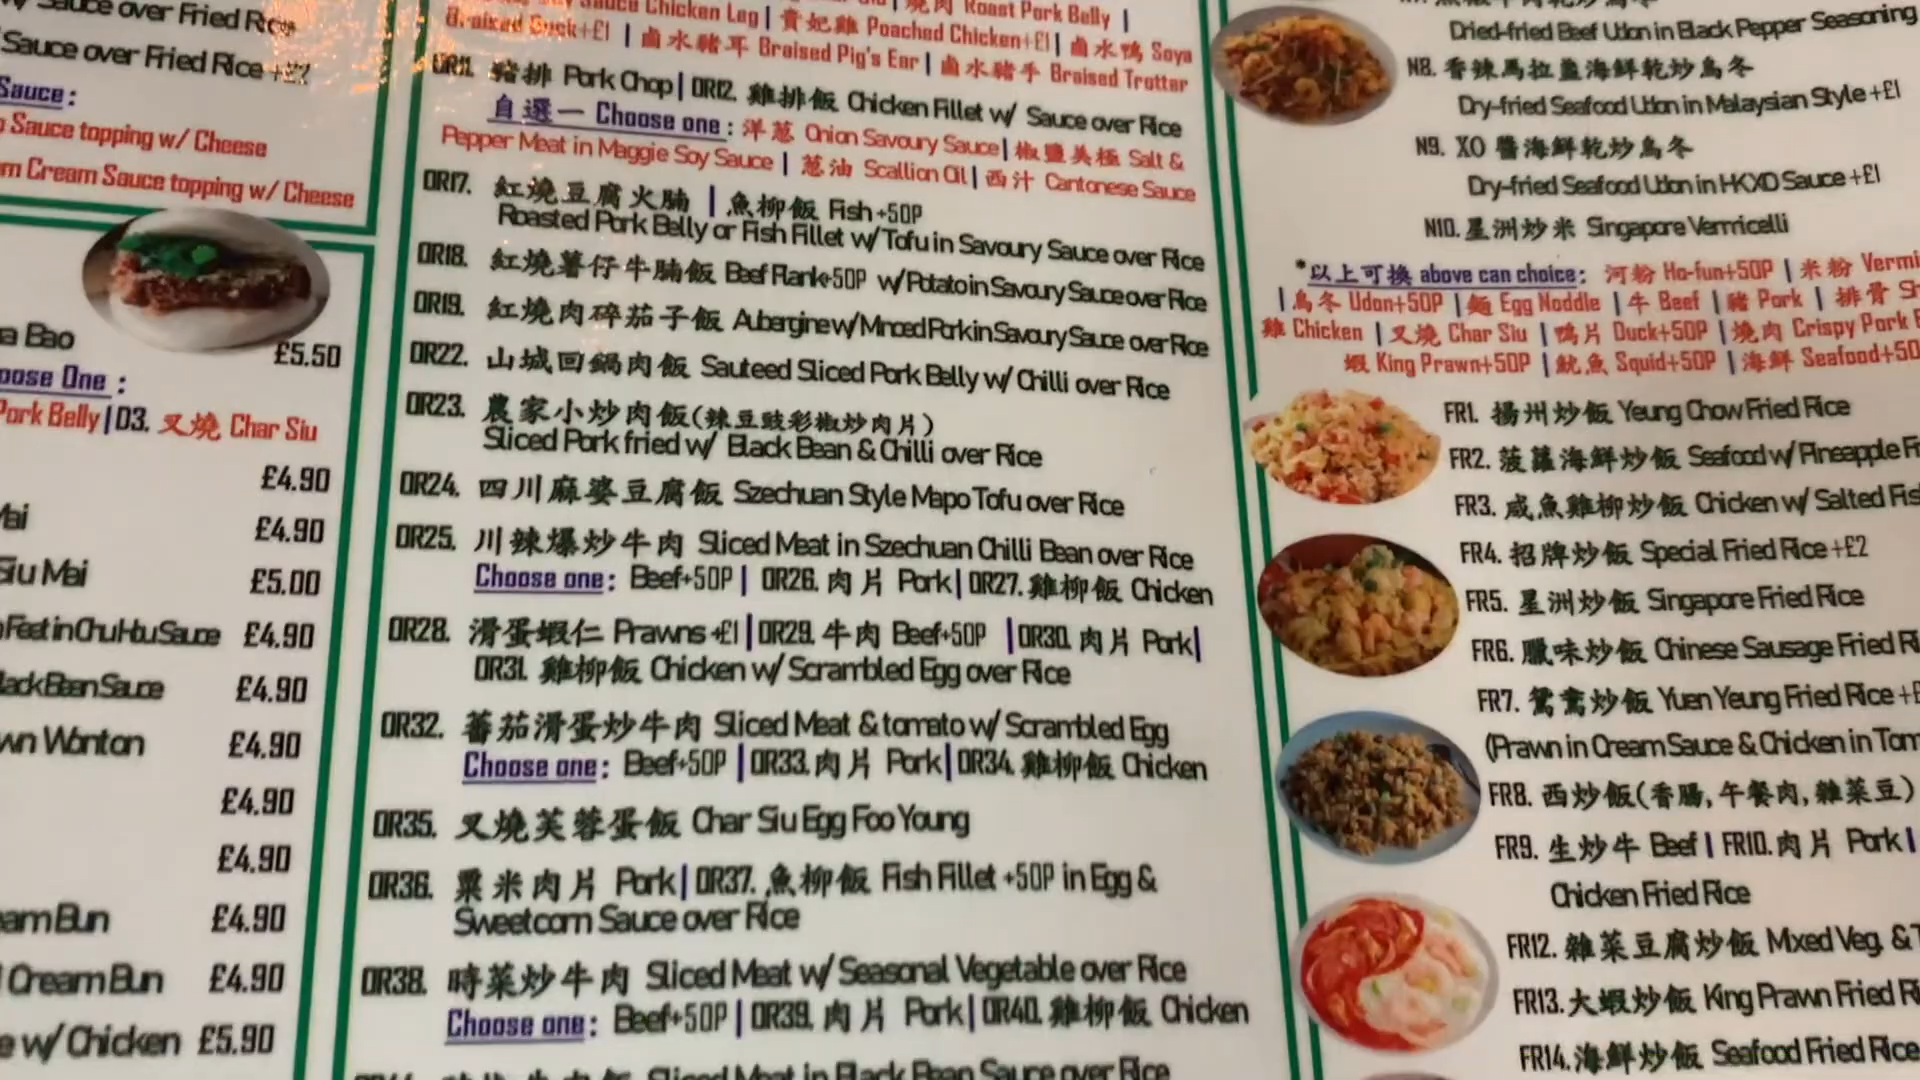 Sauce over Fried Rice
Sauce over Fried Rice +£2
Sauce:
Sauce topping w/ Cheese
Cream Sauce topping w/ Cheese
Bao
£5.50
One :
Pork Belly | D3. 叉燒 Char Siu
£4.90
£4.90
Siu Mai £5.00
Feet in Chu Hou Sauce £4.90
Black Bean Sauce £4.90
Wonton £4.90
£4.90
£4.90
Bun £4.90
Cream Bun £4.90
w/ Chicken £5.90
Sauce Chicken Leg | 貴妃雞 Poached Chicken+£1 | 燒肉 Roast Pork Belly |
Braised Duck+£1 | 鹵水豬耳 Braised Pig's Ear | 鹵水豬手 Braised Trotter
鹵水鴨 Soya
OR11. 豬排 Pork Chop | OR12. 雞排飯 Chicken Fillet w/ Sauce over Rice
自選一 Choose one : 洋蔥 Onion Savoury Sauce | 椒鹽美極 Salt &
Pepper Meat in Maggie Soy Sauce | 蔥油 Scallion Oil | 西汁 Cantonese Sauce
OR17. 紅燒豆腐火腩 | 魚柳飯 Fish+50P
Roasted Pork Belly or Fish Fillet w/ Tofu in Savoury Sauce over Rice
OR18. 紅燒薯仔牛腩飯 Beef Flank+50P w/ Potato in Savoury Sauce over Rice
OR19. 紅燒肉碎茄子飯 Aubergine w/ Minced Pork in Savoury Sauce over Rice
OR22. 山城回鍋肉飯 Sauteed Sliced Pork Belly w/ Chilli over Rice
OR23. 農家小炒肉飯(辣豆豉彩椒炒肉片)
Sliced Pork fried w/ Black Bean & Chilli over Rice
OR24. 四川麻婆豆腐飯 Szechuan Style Mapo Tofu over Rice
OR25. 川辣爆炒牛肉 Sliced Meat in Szechuan Chilli Bean over Rice
Choose one: Beef+50P | OR26. 肉片 Pork | OR27. 雞柳飯 Chicken
OR28. 滑蛋蝦仁 Prawns +£1 | OR29. 牛肉 Beef+50P | OR30. 肉片 Pork |
OR31. 雞柳飯 Chicken w/ Scrambled Egg over Rice
OR32. 蕃茄滑蛋炒牛肉 Sliced Meat & tomato w/ Scrambled Egg
Choose one: Beef+50P | OR33. 肉片 Pork | OR34. 雞柳飯 Chicken
OR35. 叉燒芙蓉蛋飯 Char Siu Egg Foo Young
OR36. 粟米肉片 Pork | OR37. 魚柳飯 Fish Fillet +50P in Egg &
Sweetcorn Sauce over Rice
OR38. 時菜炒牛肉 Sliced Meat w/ Seasonal Vegetable over Rice
Choose one: Beef+50P | OR39. 肉片 Pork | OR40. 雞柳飯 Chicken
Sliced Meat in Black Bean Sauce over Rice
Dried-fried Beef Udon in Black Pepper Seasoning
N8. 香辣馬拉盞海鮮乾炒烏冬
Dry-fried Seafood Udon in Malaysian Style +£1
N9. XO 醬海鮮乾炒烏冬
Dry-fried Seafood Udon in HK XO Sauce +£1
N10. 星洲炒米 Singapore Vermicelli
*以上可換 above can choice: 河粉 Ho-fun+50P | 米粉 Vermi
| 烏冬 Udon+50P | 麵 Egg Noddle | 牛 Beef | 豬 Pork | 排骨
雞 Chicken | 叉燒 Char Siu | 鴨片 Duck+50P | 燒肉 Crispy Pork
蝦 King Prawn+50P | 魷魚 Squid+50P | 海鮮 Seafood+50
FR1. 揚州炒飯 Yeung Chow Fried Rice
FR2. 菠蘿海鮮炒飯 Seafood w/ Pineapple
FR3. 咸魚雞柳炒飯 Chicken w/ Salted
FR4. 招牌炒飯 Special Fried Rice +£2
FR5. 星洲炒飯 Singapore Fried Rice
FR6. 臘味炒飯 Chinese Sausage Fried
FR7. 鴛鴦炒飯 Yuen Yeung Fried Rice
(Prawn in Cream Sauce & Chicken in Tom
FR8. 西炒飯(香腸,午餐肉,雜菜豆)
FR9. 生炒牛 Beef | FR10. 肉片 Pork |
Chicken Fried Rice
FR12. 雜菜豆腐炒飯 Mixed Veg. &
FR13. 大蝦炒飯 King Prawn Fried
FR14. 海鮮炒飯 Seafood Fried Rice